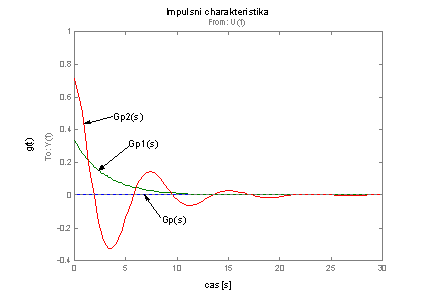 Impulsni charakteristika
From: U(1)
1
0.8
0.6
0.4
0.2
0
-0.2
-0.4
g(t)
To: Y(1)
Gp2(s)
Gp1(s)
Gp(s)
0
5
10
15
20
25
30
cas [s]